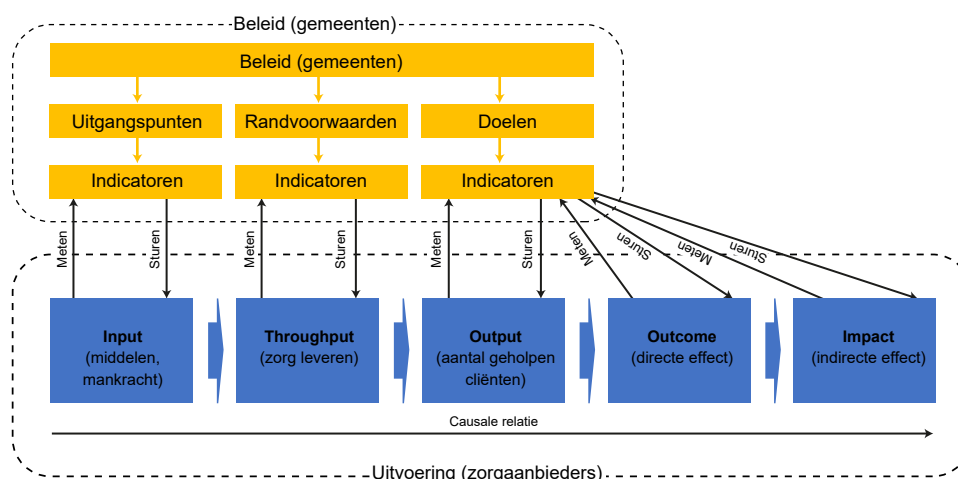 Beleid (gemeenten)
Beleid (gemeenten)
Uitgangspunten
Randvoorwaarden
Doelen
Indicatoren
Indicatoren
Indicatoren
Meten
Sturen
Meten
Sturen
Meten
Sturen
Meten
Sturen
Meten
Sturen
Input
(middelen,
mankracht)
Throughput
(zorg leveren)
Output
(aantal geholpen
cliënten)
Outcome
(directe effect)
Impact
(indirecte effect)
Causale relatie
Uitvoering (zorgaanbieders)